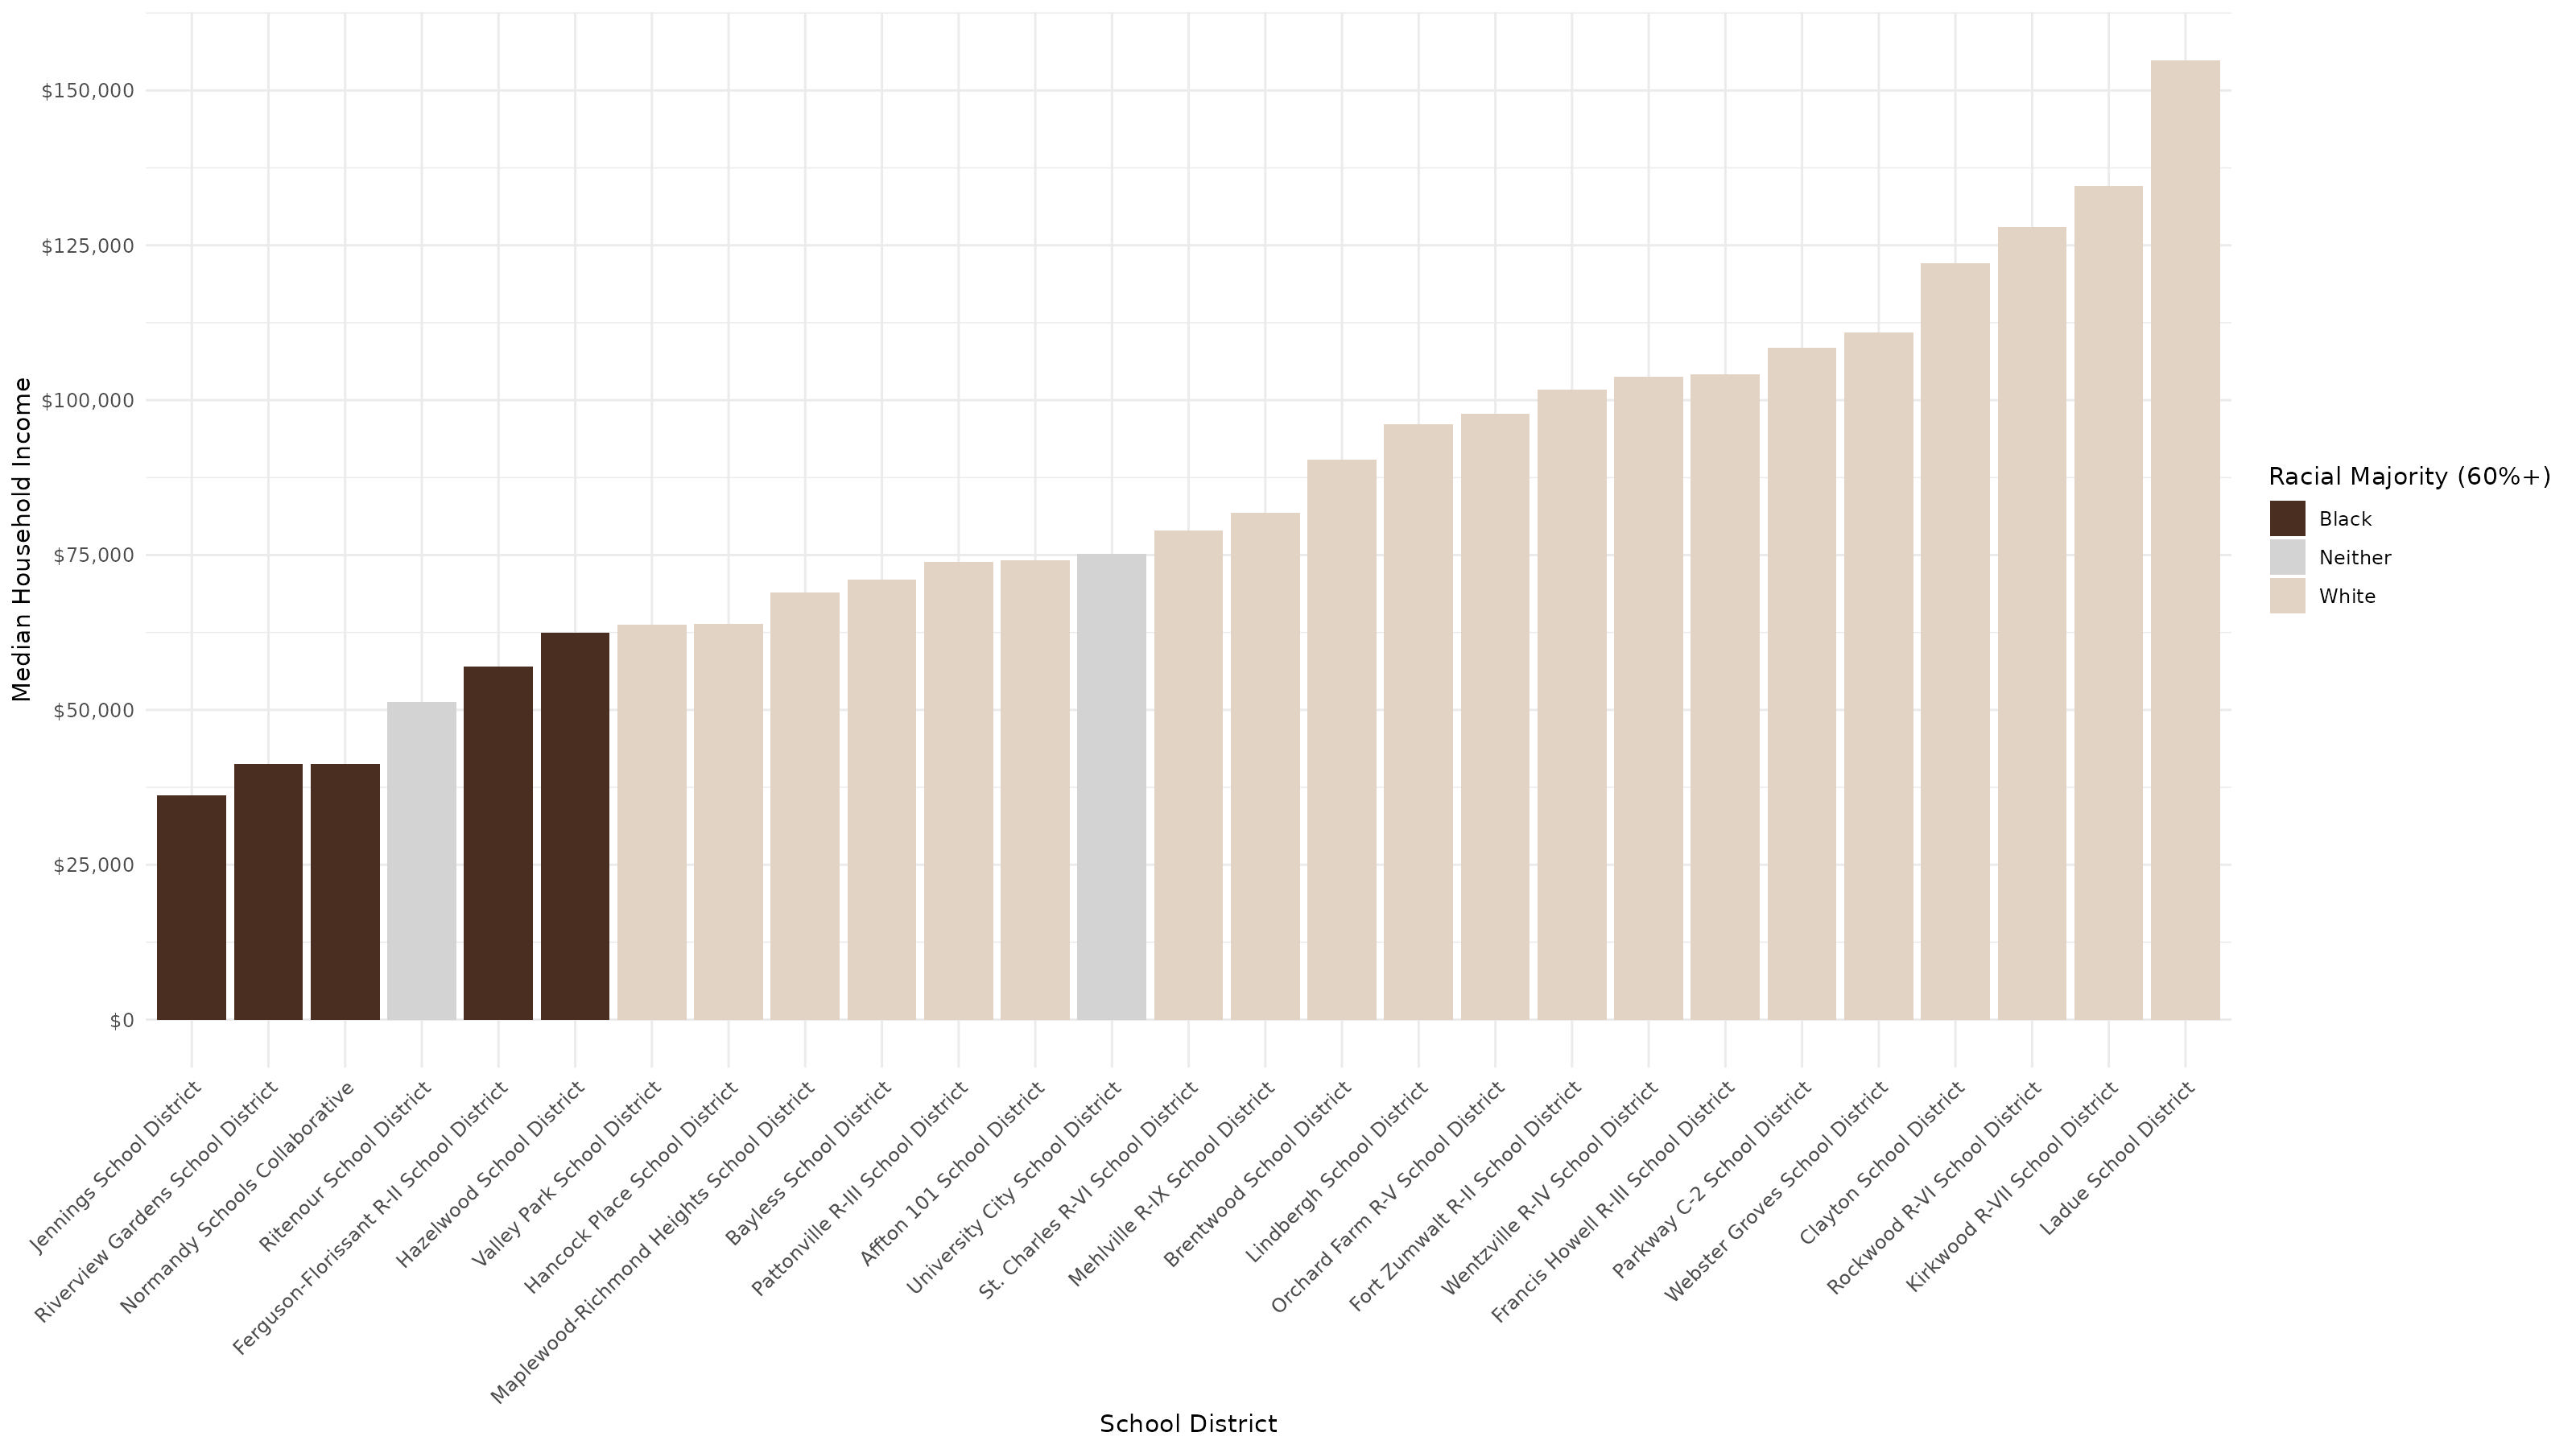 $150,000
$125,000
$100,000
$75,000
$50,000
$25,000
$0
Median Household Income
Jennings School District
Riverview Gardens School District
Normandy Schools Collaborative
Ritenour School District
Ferguson-Florissant R-II School District
Hazelwood School District
Valley Park School District
Hancock Place School District
Maplewood-Richmond Heights School District
Bayless School District
Pattonville R-III School District
Affton 101 School District
University City School District
St. Charles R-VI School District
Mehlville R-IX School District
Brentwood School District
Lindbergh School District
Orchard Farm R-V School District
Fort Zumwalt R-II School District
Wentzville R-IV School District
Francis Howell R-III School District
Parkway C-2 School District
Webster Groves School District
Clayton School District
Rockwood R-VI School District
Kirkwood R-VII School District
Ladue School District
School District
Racial Majority (60%+)
Black
Neither
White